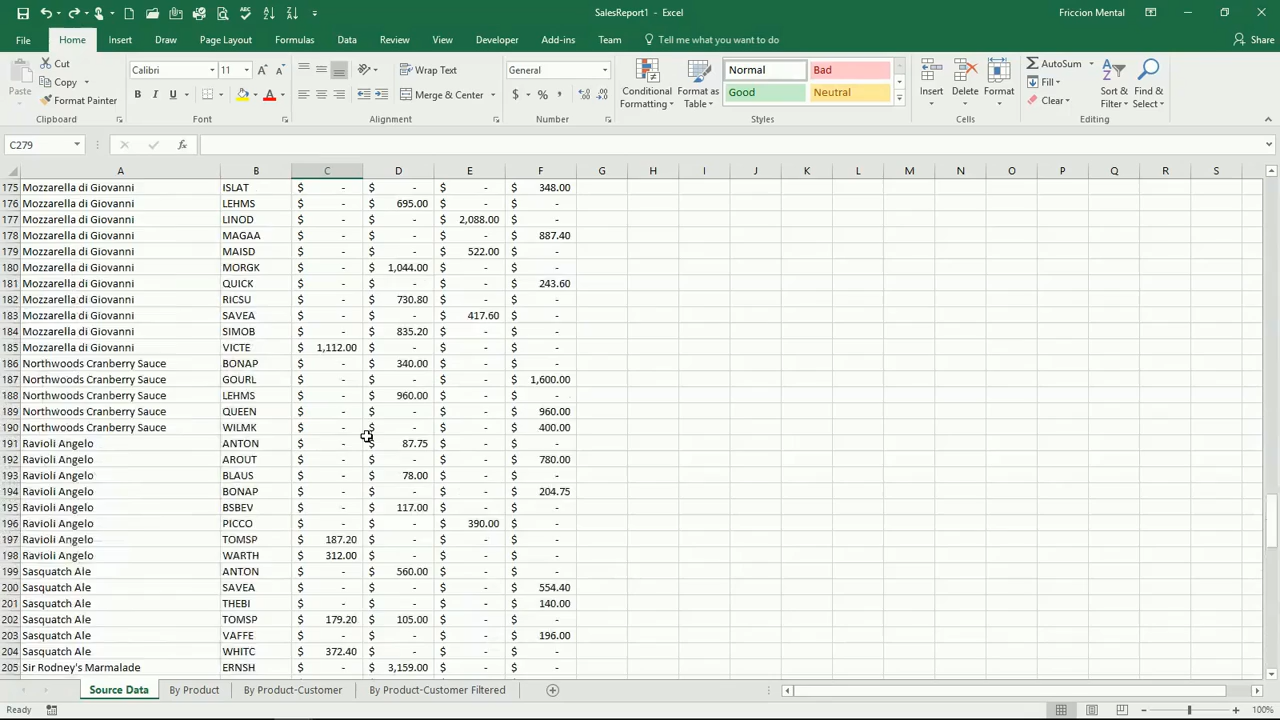 SalesReport1 - Excel
Friccion Mental
File Home Insert Draw Page Layout Formulas Data Review View Developer Add-ins Team Tell me what you want to do Share
Paste
Cut
Copy
Format Painter
Clipboard
Calibri 11
B I U
Font
Wrap Text
Merge & Center
Alignment
General
$ % ,
Number
Conditional Formatting
Format as Table
Normal Bad
Good Neutral
Styles
Insert Delete Format
Cells
AutoSum
Fill
Clear
Sort & Filter
Find & Select
Editing
C279 fx
A B C D E F G H I J K L M N O P Q R S
175 Mozzarella di Giovanni ISLAT $ - $ - $ - $ 348.00
176 Mozzarella di Giovanni LEHMS $ - $ 695.00 $ - $ -
177 Mozzarella di Giovanni LINOD $ - $ - $ 2,088.00 $ -
178 Mozzarella di Giovanni MAGAA $ - $ - $ - $ 887.40
179 Mozzarella di Giovanni MAISD $ - $ - $ 522.00 $ -
180 Mozzarella di Giovanni MORGK $ - $ 1,044.00 $ - $ -
181 Mozzarella di Giovanni QUICK $ - $ - $ - $ 243.60
182 Mozzarella di Giovanni RICSU $ - $ 730.80 $ - $ -
183 Mozzarella di Giovanni SAVEA $ - $ - $ 417.60 $ -
184 Mozzarella di Giovanni SIMOB $ - $ 835.20 $ - $ -
185 Mozzarella di Giovanni VICTE $ 1,112.00 $ - $ - $ -
186 Northwoods Cranberry Sauce BONAP $ - $ 340.00 $ - $ -
187 Northwoods Cranberry Sauce GOURL $ - $ - $ - $ 1,600.00
188 Northwoods Cranberry Sauce LEHMS $ - $ 960.00 $ - $ -
189 Northwoods Cranberry Sauce QUEEN $ - $ - $ - $ 960.00
190 Northwoods Cranberry Sauce WILMK $ - $ - $ - $ 400.00
191 Ravioli Angelo ANTON $ - $ 87.75 $ - $ -
192 Ravioli Angelo AROUT $ - $ - $ - $ 780.00
193 Ravioli Angelo BLAUS $ - $ 78.00 $ - $ -
194 Ravioli Angelo BONAP $ - $ - $ - $ 204.75
195 Ravioli Angelo BSBEV $ - $ 117.00 $ - $ -
196 Ravioli Angelo PICCO $ - $ - $ 390.00 $ -
197 Ravioli Angelo TOMSP $ 187.20 $ - $ - $ -
198 Ravioli Angelo WARTH $ 312.00 $ - $ - $ -
199 Sasquatch Ale ANTON $ - $ 560.00 $ - $ -
200 Sasquatch Ale SAVEA $ - $ - $ - $ 554.40
201 Sasquatch Ale THEBI $ - $ - $ - $ 140.00
202 Sasquatch Ale TOMSP $ 179.20 $ 105.00 $ - $ -
203 Sasquatch Ale VAFFE $ - $ - $ - $ 196.00
204 Sasquatch Ale WHITC $ 372.40 $ - $ - $ -
205 Sir Rodney's Marmalade ERNSH $ - $ 3,159.00 $ - $ -
Source Data By Product By Product-Customer By Product-Customer Filtered
Ready 100%